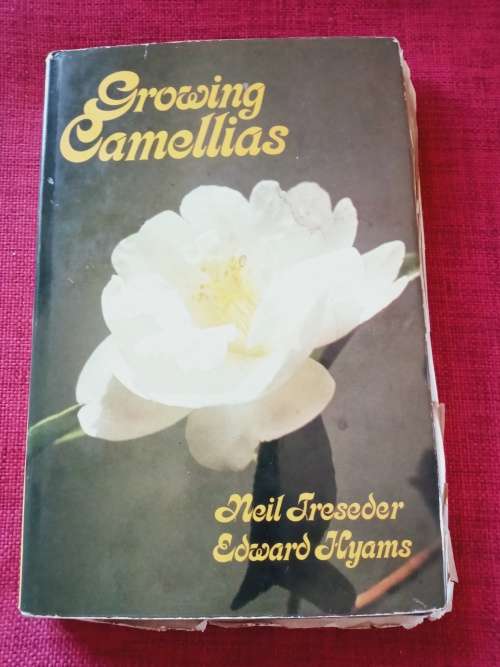 Growing
Camellias
Neil Treseder
Edward Hyams